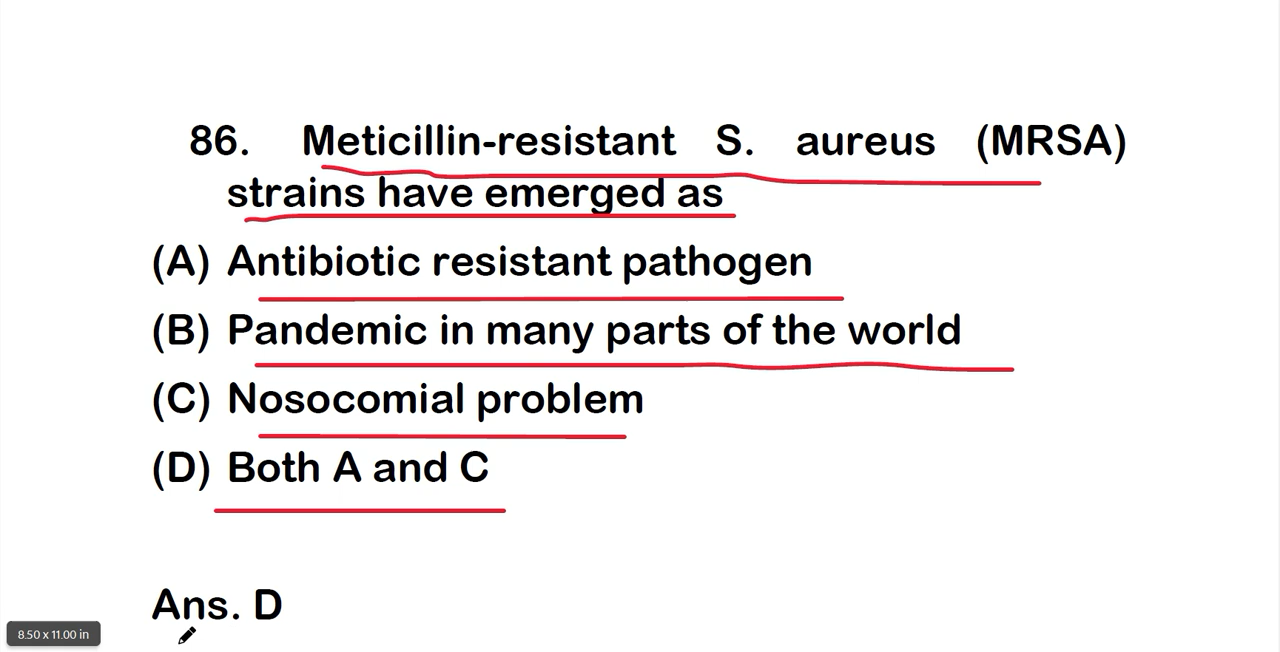 86. Meticillin-resistant S. aureus (MRSA)
strains have emerged as
(A) Antibiotic resistant pathogen
(B) Pandemic in many parts of the world
(C) Nosocomial problem
(D) Both A and C
Ans. D
8.50 x 11.00 in